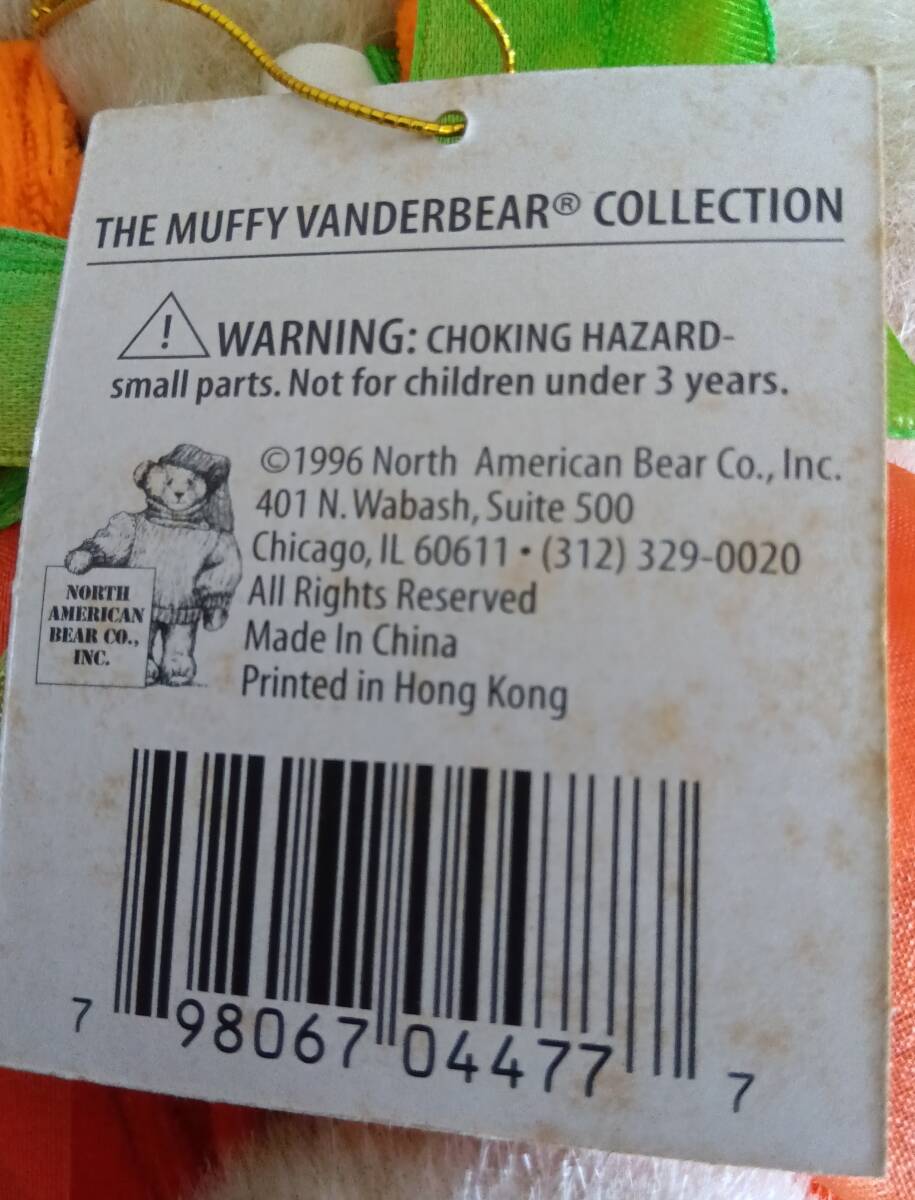 THE MUFFY VANDERBEAR® COLLECTION
! WARNING: CHOKING HAZARD-
small parts. Not for children under 3 years.
©1996 North American Bear Co., Inc.
401 N. Wabash, Suite 500
Chicago, IL 60611 • (312) 329-0020
All Rights Reserved
Made In China
Printed in Hong Kong
NORTH
AMERICAN
BEAR CO.,
INC.
7 98067 04477 7